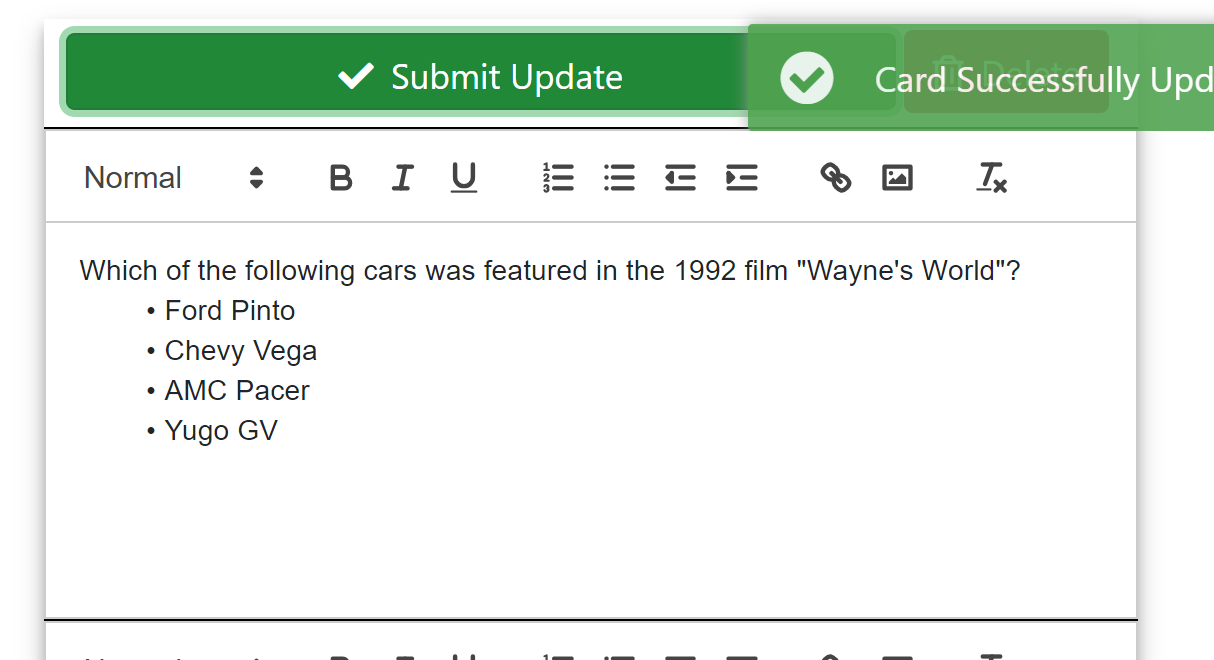 Submit Update
Delete
Card Successfully Upd
Normal
Which of the following cars was featured in the 1992 film "Wayne's World"?
• Ford Pinto
• Chevy Vega
• AMC Pacer
• Yugo GV